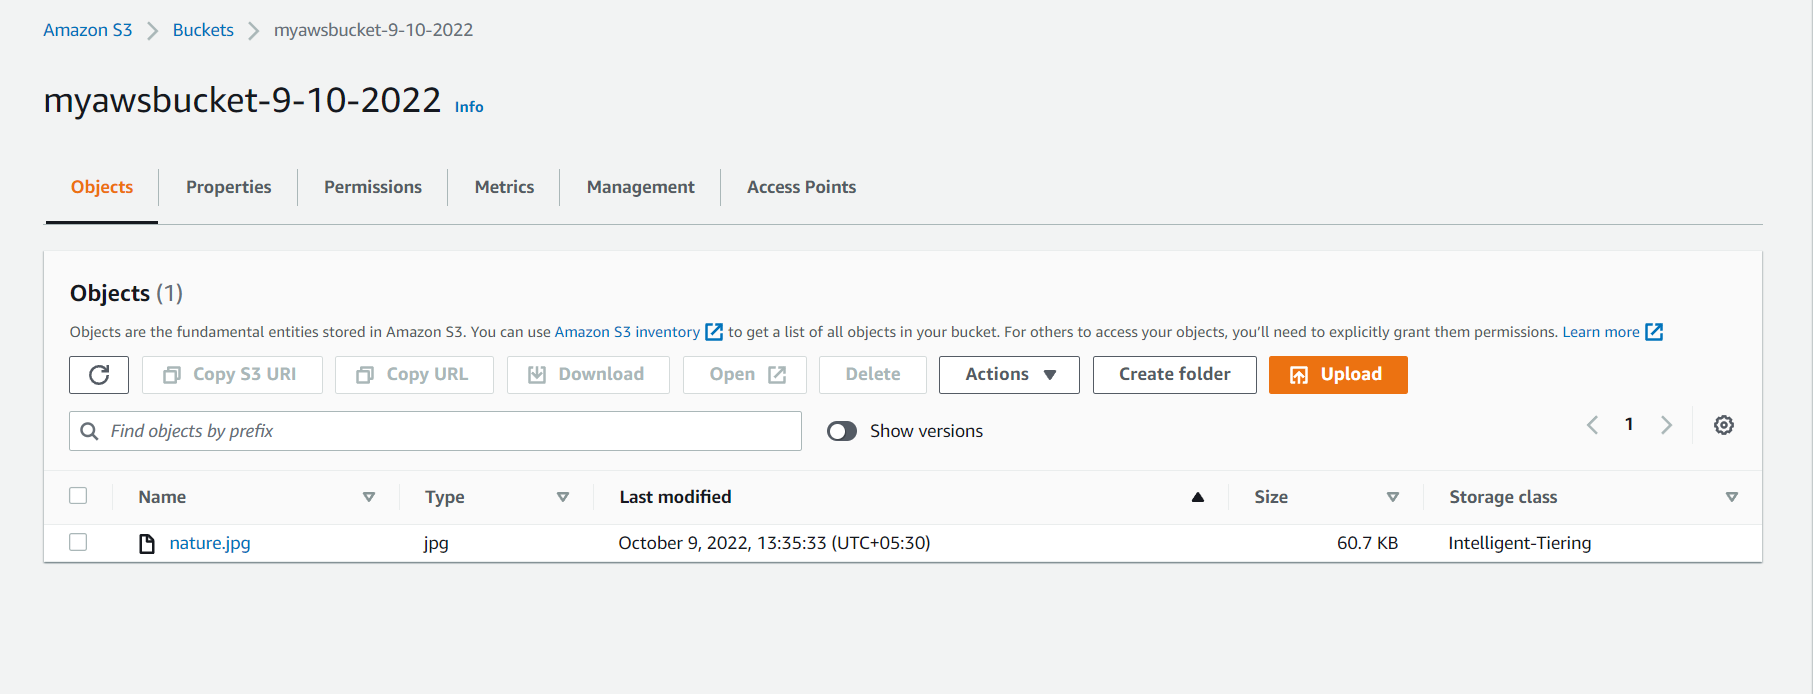 Amazon S3 Buckets myawsbucket-9-10-2022
myawsbucket-9-10-2022 Info
Objects Properties Permissions Metrics Management Access Points
Objects (1)
Objects are the fundamental entities stored in Amazon S3. You can use Amazon S3 inventory to get a list of all objects in your bucket. For others to access your objects, you'll need to explicitly grant them permissions. Learn more
Copy S3 URI Copy URL Download Open Delete Actions Create folder Upload
Find objects by prefix Show versions 1
Name Type Last modified Size Storage class
nature.jpg jpg October 9, 2022, 13:35:33 (UTC+05:30) 60.7 KB Intelligent-Tiering